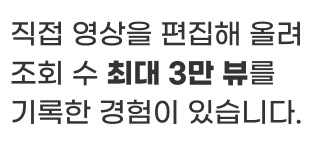 직접 영상을 편집해 올려
조회 수 최대 3만 뷰를
기록한 경험이 있습니다.